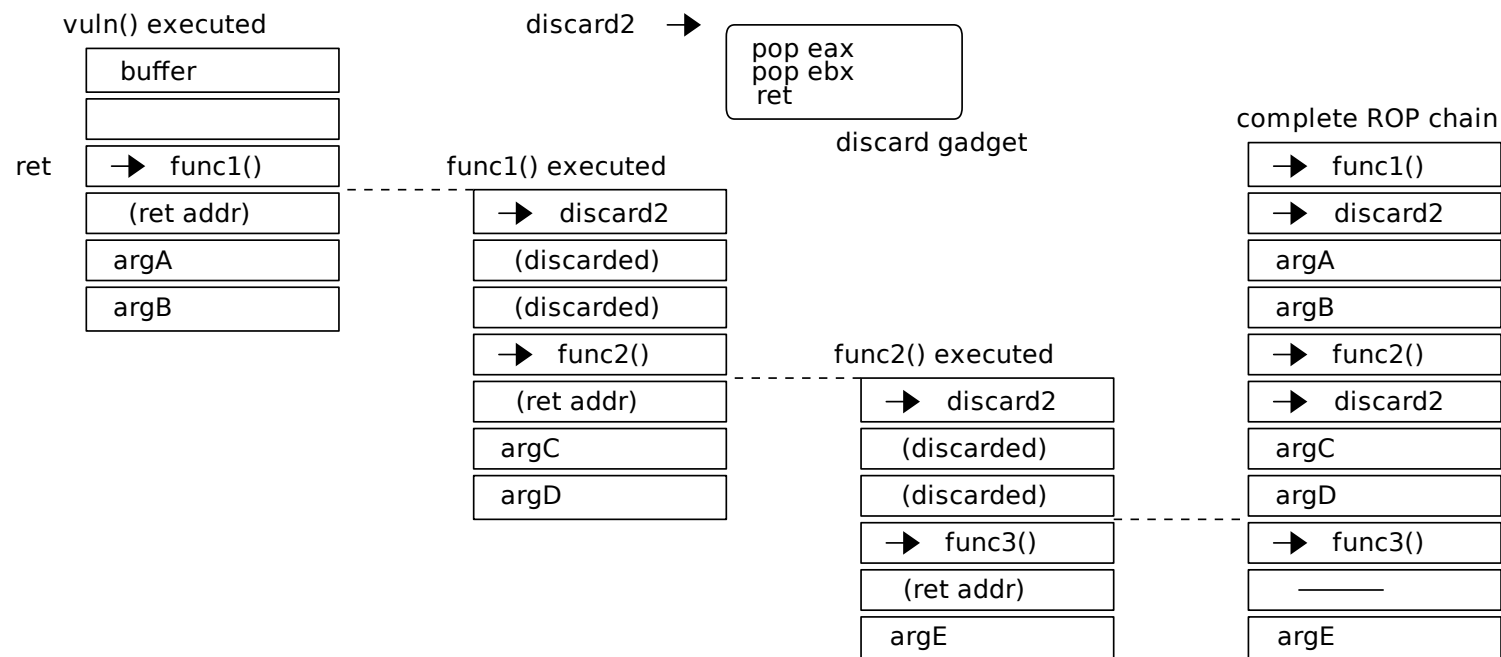 vuln() executed
buffer
ret
func1()
(ret addr)
argA
argB
discard2
pop eax
pop ebx
ret
discard gadget
func1() executed
discard2
(discarded)
(discarded)
func2()
(ret addr)
argC
argD
func2() executed
discard2
(discarded)
(discarded)
func3()
(ret addr)
argE
complete ROP chain
func1()
discard2
argA
argB
func2()
discard2
argC
argD
func3()
argE